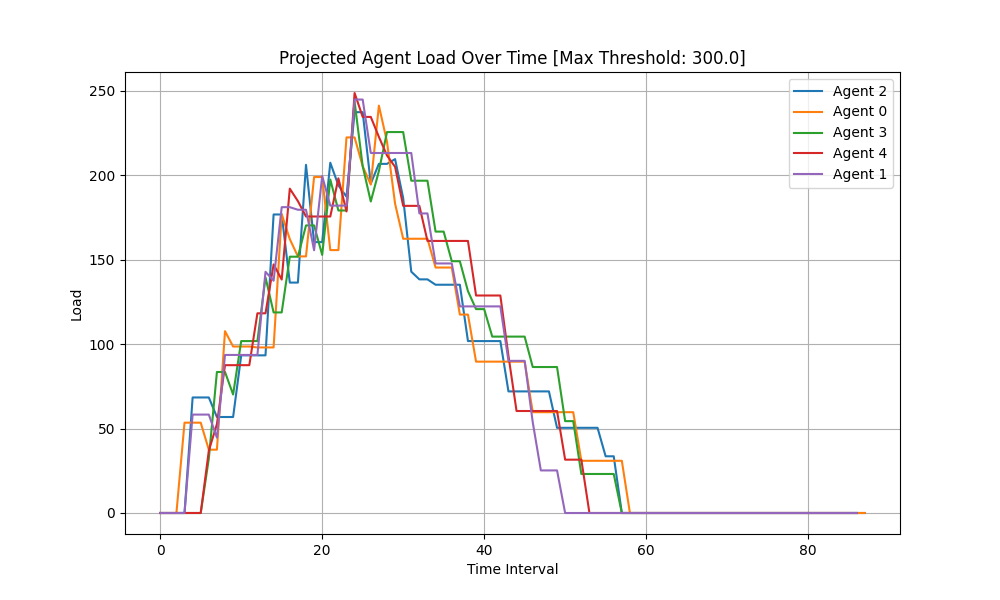 Projected Agent Load Over Time [Max Threshold: 300.0]
Load
250
200
150
100
50
0
Agent 2
Agent 0
Agent 3
Agent 4
Agent 1
0
20
40
60
80
Time Interval